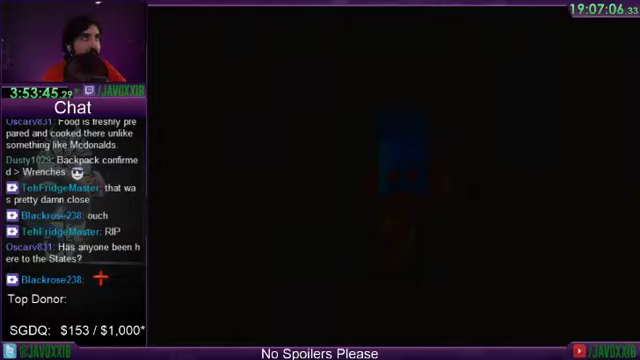 19:07:06.33
3:53:45.29 /JAVOXXIB
Chat
Oscarv831: Food is freshly pre
pared and cooked there unlike
something like Mcdonalds.
Dusty1029: Backpack confirme
d > Wrenches
TehFridgeMaster: that wa
s pretty damn close
Blackrose238: ouch
TehFridgeMaster: RIP
Oscarv831: Has anyone been h
ere to the States?
Blackrose238:
Top Donor:
SGDQ: $153 / $1,000*
@JAVOXXIB
No Spoilers Please
/JAVOXXIB